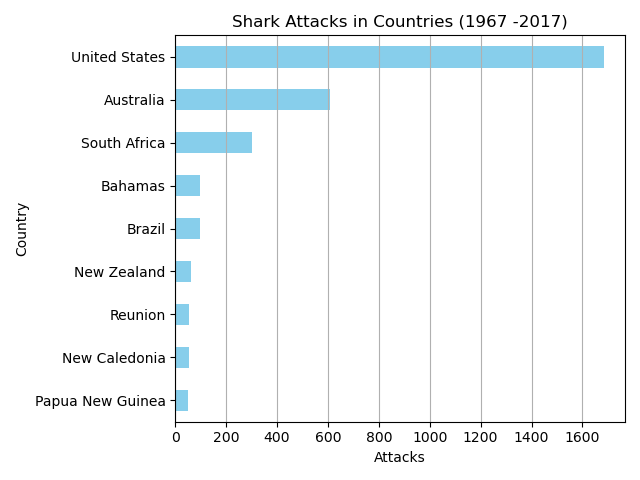 Shark Attacks in Countries (1967 -2017)
United States
Australia
South Africa
Bahamas
Brazil
New Zealand
Reunion
New Caledonia
Papua New Guinea
Country
0 200 400 600 800 1000 1200 1400 1600
Attacks